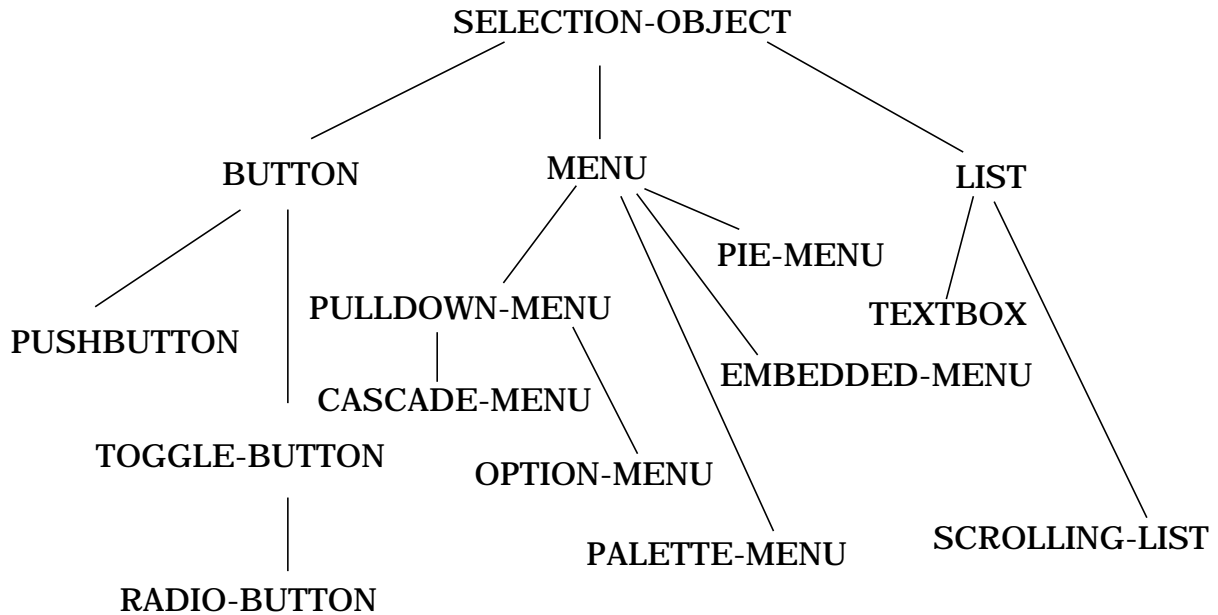 SELECTION-OBJECT
BUTTON
MENU
LIST
PIE-MENU
PULLDOWN-MENU
TEXTBOX
PUSHBUTTON
EMBEDDED-MENU
CASCADE-MENU
TOGGLE-BUTTON
OPTION-MENU
SCROLLING-LIST
PALETTE-MENU
RADIO-BUTTON